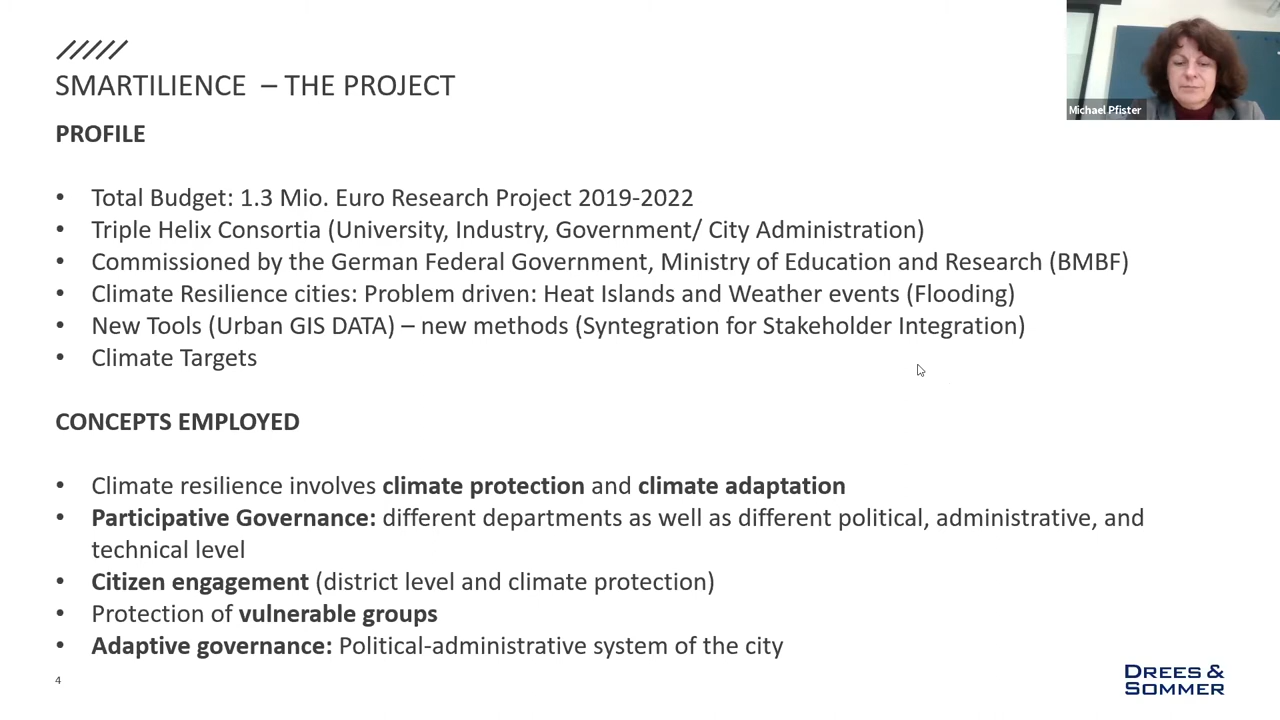 SMARTILIENCE – THE PROJECT
Michael Pfister
PROFILE
• Total Budget: 1.3 Mio. Euro Research Project 2019-2022
• Triple Helix Consortia (University, Industry, Government/ City Administration)
• Commissioned by the German Federal Government, Ministry of Education and Research (BMBF)
• Climate Resilience cities: Problem driven: Heat Islands and Weather events (Flooding)
• New Tools (Urban GIS DATA) – new methods (Syntegration for Stakeholder Integration)
• Climate Targets
CONCEPTS EMPLOYED
• Climate resilience involves climate protection and climate adaptation
• Participative Governance: different departments as well as different political, administrative, and
technical level
• Citizen engagement (district level and climate protection)
• Protection of vulnerable groups
• Adaptive governance: Political-administrative system of the city
4
DREES &
SOMMER